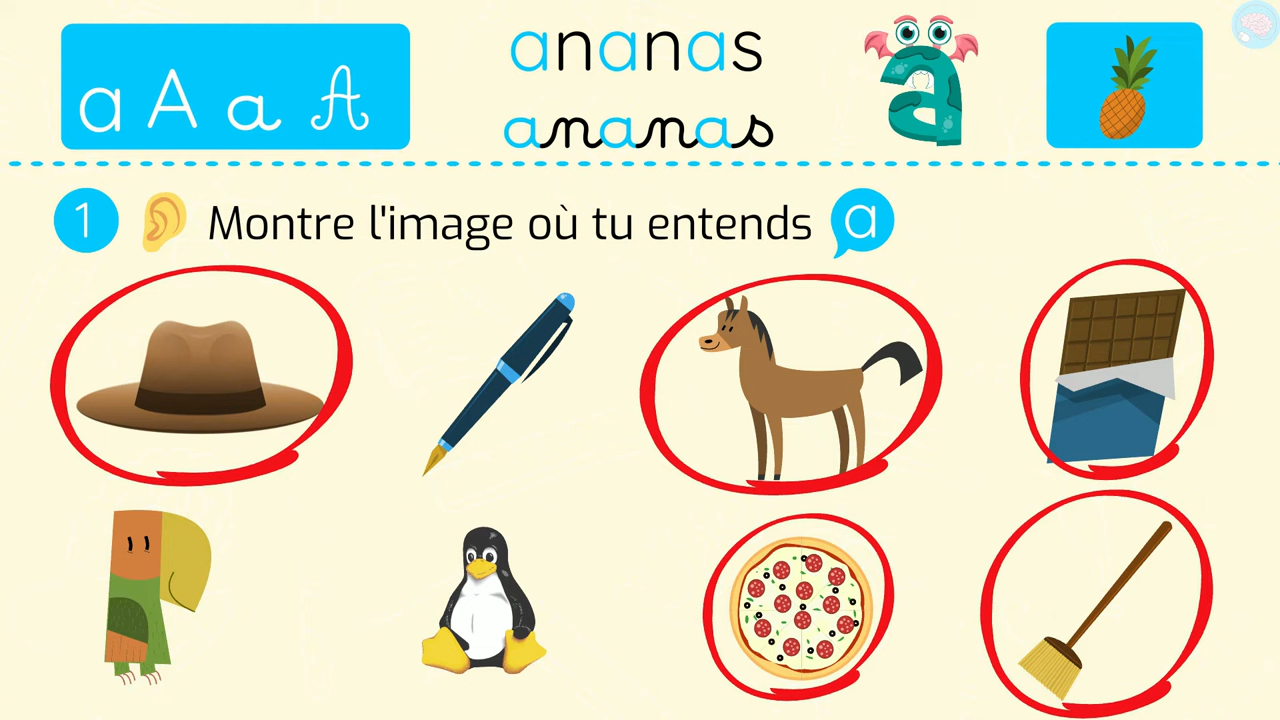 a A a A
ananas
ananas
a
1 Montre l'image où tu entends a